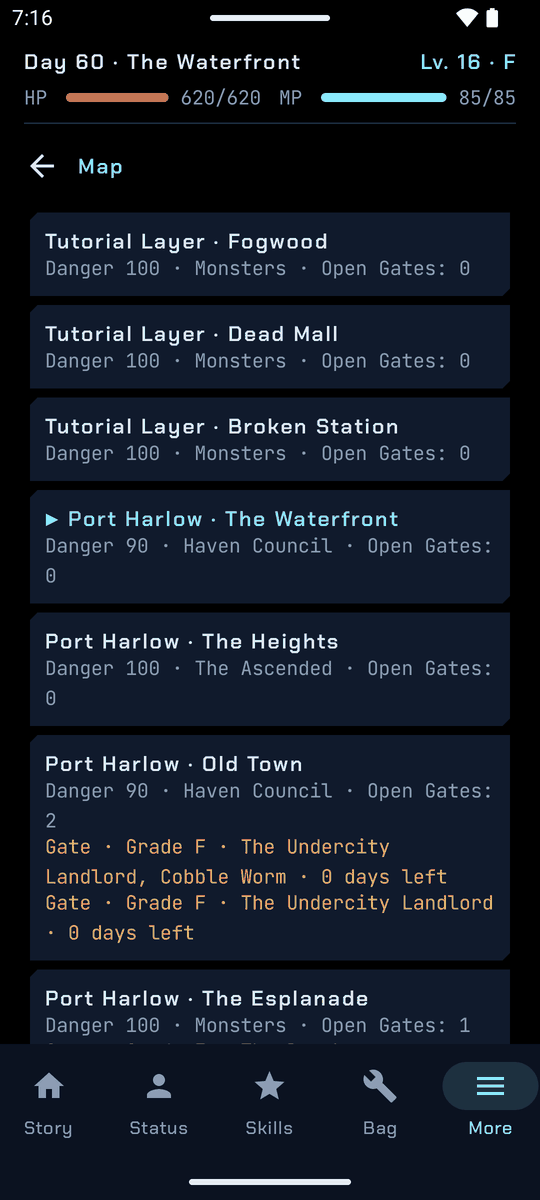 7:16
Day 60 · The Waterfront Lv. 16 · F
HP 620/620 MP 85/85
Map
Tutorial Layer · Fogwood
Danger 100 · Monsters · Open Gates: 0
Tutorial Layer · Dead Mall
Danger 100 · Monsters · Open Gates: 0
Tutorial Layer · Broken Station
Danger 100 · Monsters · Open Gates: 0
▶ Port Harlow · The Waterfront
Danger 90 · Haven Council · Open Gates:
0
Port Harlow · The Heights
Danger 100 · The Ascended · Open Gates:
0
Port Harlow · Old Town
Danger 90 · Haven Council · Open Gates:
2
Gate · Grade F · The Undercity
Landlord, Cobble Worm · 0 days left
Gate · Grade F · The Undercity Landlord
· 0 days left
Port Harlow · The Esplanade
Danger 100 · Monsters · Open Gates: 1
Story Status Skills Bag More